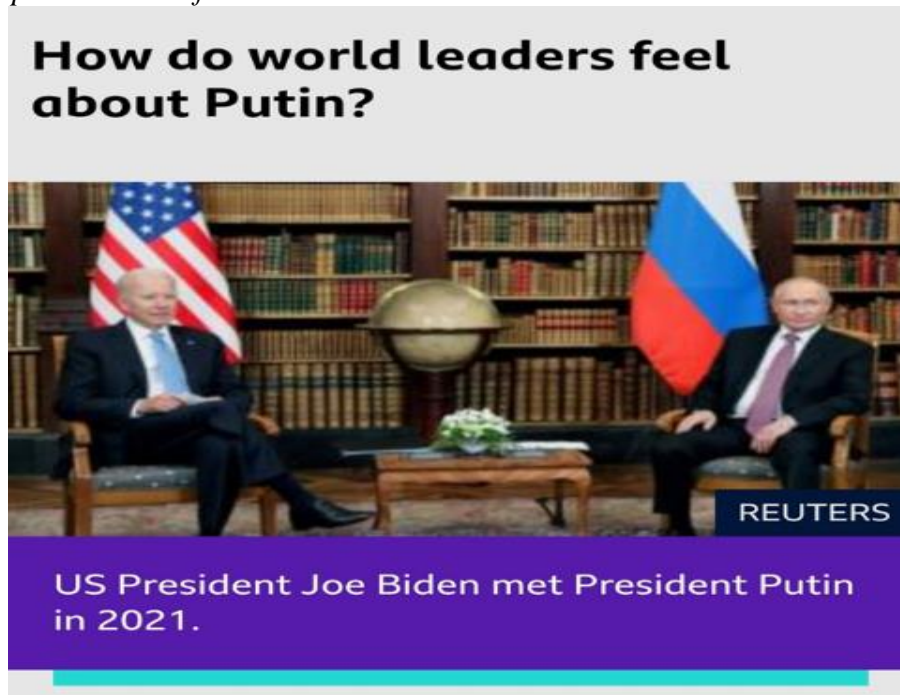 How do world leaders feel
about Putin?
REUTERS
US President Joe Biden met President Putin
in 2021.